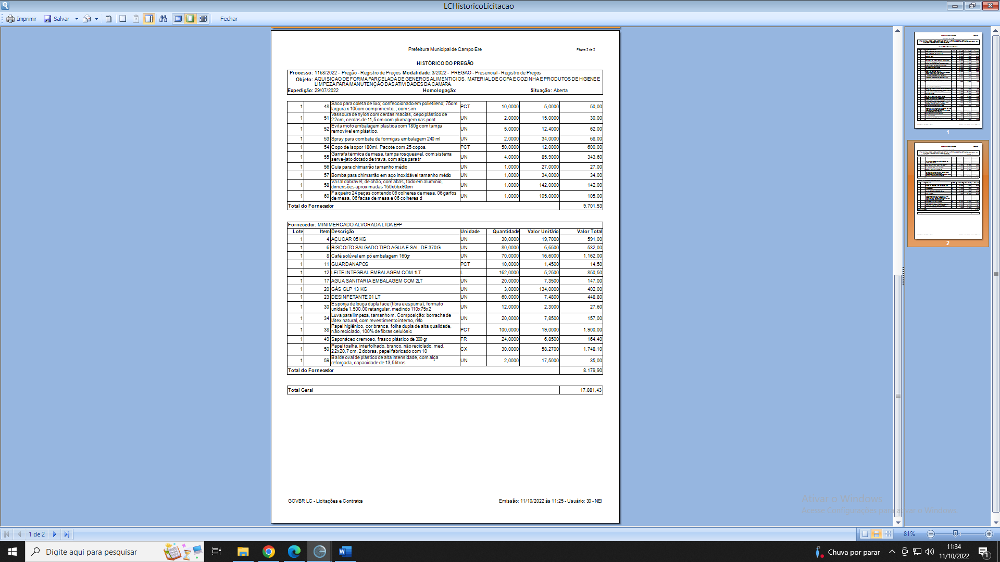 LCHistoricoLicitacao
Imprimir Salvar Fechar
Prefeitura Municipal de Campo Ere Página 2 de 2
HISTÓRICO DO PREGÃO
Processo: 1168/2022 - Pregão - Registro de Preços Modalidade: 3/2022 - PREGAO - Presencial - Registro de Preços
Objeto: AQUISIÇAO DE FORMA PARCELADA DE GENEROS ALIMENTICIOS . MATERIAL DE COPA E COZINHA E PRODUTOS DE HIGIENE E
LIMPEZA PARA MANUTENÇÃO DAS ATIVIDADES DA CAMARA.
Expedição: 29/07/2022 Homologação: Situação: Aberta
1 48 Saco para coleta de lixo; confeccionado em polietileno; 75cm
largura x 105cm comprimento; ; com sim PCT 10,0000 5,0000 50,00
1 51 Vassoura de nylon com cerdas macias, cepo plástico de
22cm, cerdas de 11,5 cm com plumagem nas pont UN 2,0000 15,0000 30,00
1 52 Evita mofo embalagem plástica com 180g com tampa
removível em plástico. UN 5,0000 12,4000 62,00
1 53 Spray para combate de formigas embalagem 240 ml UN 2,0000 34,0000 68,00
1 54 Copo de isopor 180ml. Pacote com 25 copos. PCT 50,0000 12,0000 600,00
1 55 Garrafa térmica de mesa, tampa rosqueável, com sistema
serve-jato dotado de trava, com alça para tr UN 4,0000 85,9000 343,60
1 56 Cuia para chimarrão tamanho médio UN 1,0000 27,0000 27,00
1 57 Bomba para chimarrão em aço inoxidável tamanho médio UN 1,0000 34,0000 34,00
1 58 Varal dobrável, de chão, com abas, todo em alumínio,
dimensões aproximadas 150x56x90cm UN 1,0000 142,0000 142,00
1 60 Faqueiro 24 peças contendo 06 colheres de mesa, 06 garfos
de mesa, 06 facas de mesa e 06 colheres d UN 1,0000 105,0000 105,00
Total do Fornecedor 9.701,53
Fornecedor: MINIMERCADO ALVORADA LTDA EPP
Lote Item Descrição Unidade Quantidade Valor Unitário Valor Total
1 4 AÇUCAR 05 KG UN 30,0000 19,7000 591,00
1 6 BISCOITO SALGADO TIPO AGUA E SAL DE 370 G UN 80,0000 6,6500 532,00
1 8 Café solúvel em pó embalagem 160gr UN 70,0000 16,6000 1.162,00
1 11 GUARDANAPOS PCT 10,0000 1,4500 14,50
1 12 LEITE INTEGRAL EMBALAGEM COM 1LT L 162,0000 5,2500 850,50
1 17 AGUA SANITARIA EMBALAGEM COM 2LT UN 20,0000 7,3500 147,00
1 20 GÁS GLP 13 KG UN 3,0000 134,0000 402,00
1 23 DESINFETANTE 01 LT UN 60,0000 7,4800 448,80
1 30 Esponja de louça dupla face (fibra e espuma), formato
unidade 1.500,00 retangular, medindo 110x75x2 UN 12,0000 2,3000 27,60
1 34 Luva para limpeza, tamanho m. Composição: borracha de
látex natural, com revestimento interno, refo UN 20,0000 7,8500 157,00
1 38 Papel higiênico, cor branca, folha dupla de alta qualidade,
não reciclado, 100% de fibras celulósic PCT 100,0000 19,0000 1.900,00
1 49 Saponáceo cremoso, frasco plástico de 300 gr FR 24,0000 6,8500 164,40
1 50 Papel toalha, interfolhado, branco, não reciclado, med.
22x20,7 cm, 2 dobras, papel fabricado com 10 CX 30,0000 58,2700 1.748,10
1 59 Balde oval de plástico de alta intensidade, com alça
reforçada, capacidade de 13,5 litros UN 2,0000 17,5000 35,00
Total do Fornecedor 8.179,90
Total Geral 17.881,43
GOVBR LC - Licitações e Contratos Emissão: 11/10/2022 às 11:25 - Usuário: 30 - NEI
1
2
Ativar o Windows
Acesse Configurações para ativar o Windows.
1 de 2 81%
Digite aqui para pesquisar
Chuva por parar
11:34
11/10/2022
1